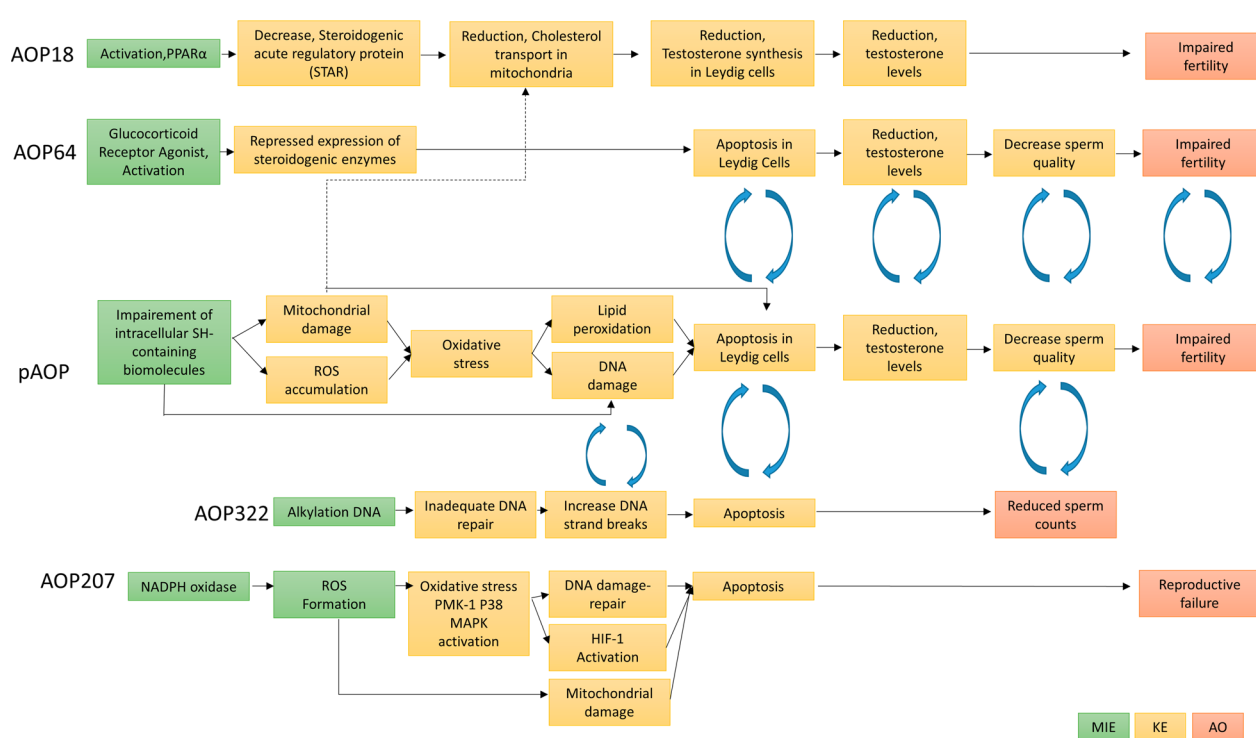 AOP18
Activation,PPARα
Decrease, Steroidogenic
acute regulatory protein
(STAR)
Reduction, Cholesterol
transport in
mitochondria
Reduction,
Testosterone synthesis
in Leydig cells
Reduction,
testosterone
levels
Impaired
fertility
AOP64
Glucocorticoid
Receptor Agonist,
Activation
Repressed expression of
steroidogenic enzymes
Apoptosis in
Leydig Cells
Reduction,
testosterone
levels
Decrease sperm
quality
Impaired
fertility
pAOP
Impairement of
intracellular SH-
containing
biomolecules
Mitochondrial
damage
ROS
accumulation
Oxidative
stress
Lipid
peroxidation
DNA
damage
Apoptosis in
Leydig cells
Reduction,
testosterone
levels
Decrease sperm
quality
Impaired
fertility
AOP322
Alkylation DNA
Inadequate DNA
repair
Increase DNA
strand breaks
Apoptosis
Reduced sperm
counts
AOP207
NADPH oxidase
ROS
Formation
Oxidative stress
PMK-1 P38
MAPK
activation
DNA damage-
repair
HIF-1
Activation
Mitochondrial
damage
Apoptosis
Reproductive
failure
MIE
KE
AO